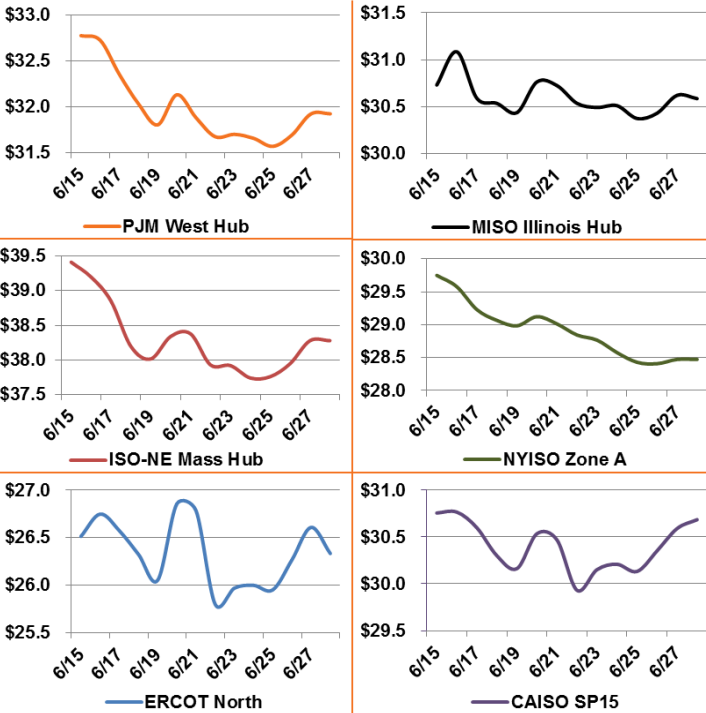 $33.0
$32.5
$32.0
$31.5
6/15 6/17 6/19 6/21 6/23 6/25 6/27
PJM West Hub
$31.5
$31.0
$30.5
$30.0
6/15 6/17 6/19 6/21 6/23 6/25 6/27
MISO Illinois Hub
$39.5
$39.0
$38.5
$38.0
$37.5
6/15 6/17 6/19 6/21 6/23 6/25 6/27
ISO-NE Mass Hub
$30.0
$29.5
$29.0
$28.5
$28.0
6/15 6/17 6/19 6/21 6/23 6/25 6/27
NYISO Zone A
$27.0
$26.5
$26.0
$25.5
6/15 6/17 6/19 6/21 6/23 6/25 6/27
ERCOT North
$31.0
$30.5
$30.0
$29.5
6/15 6/17 6/19 6/21 6/23 6/25 6/27
CAISO SP15